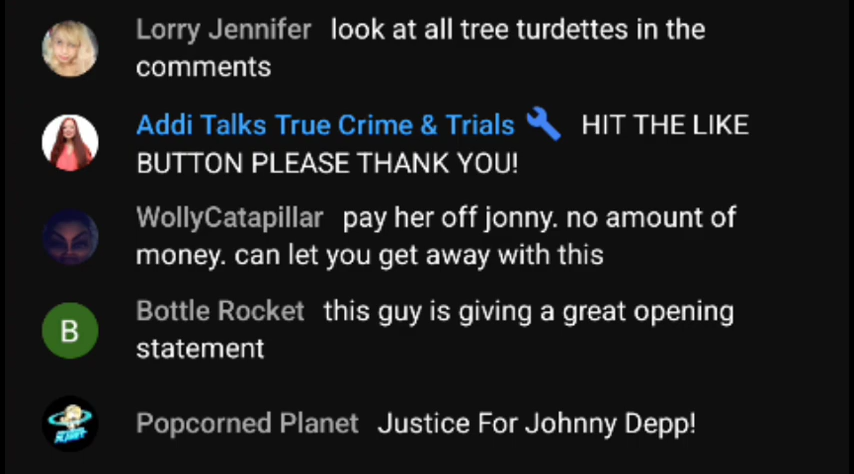 Lorry Jennifer look at all tree turdettes in the
comments
Addi Talks True Crime & Trials HIT THE LIKE
BUTTON PLEASE THANK YOU!
WollyCatapillar pay her off jonny. no amount of
money. can let you get away with this
B
Bottle Rocket this guy is giving a great opening
statement
Popcorned Planet Justice For Johnny Depp!